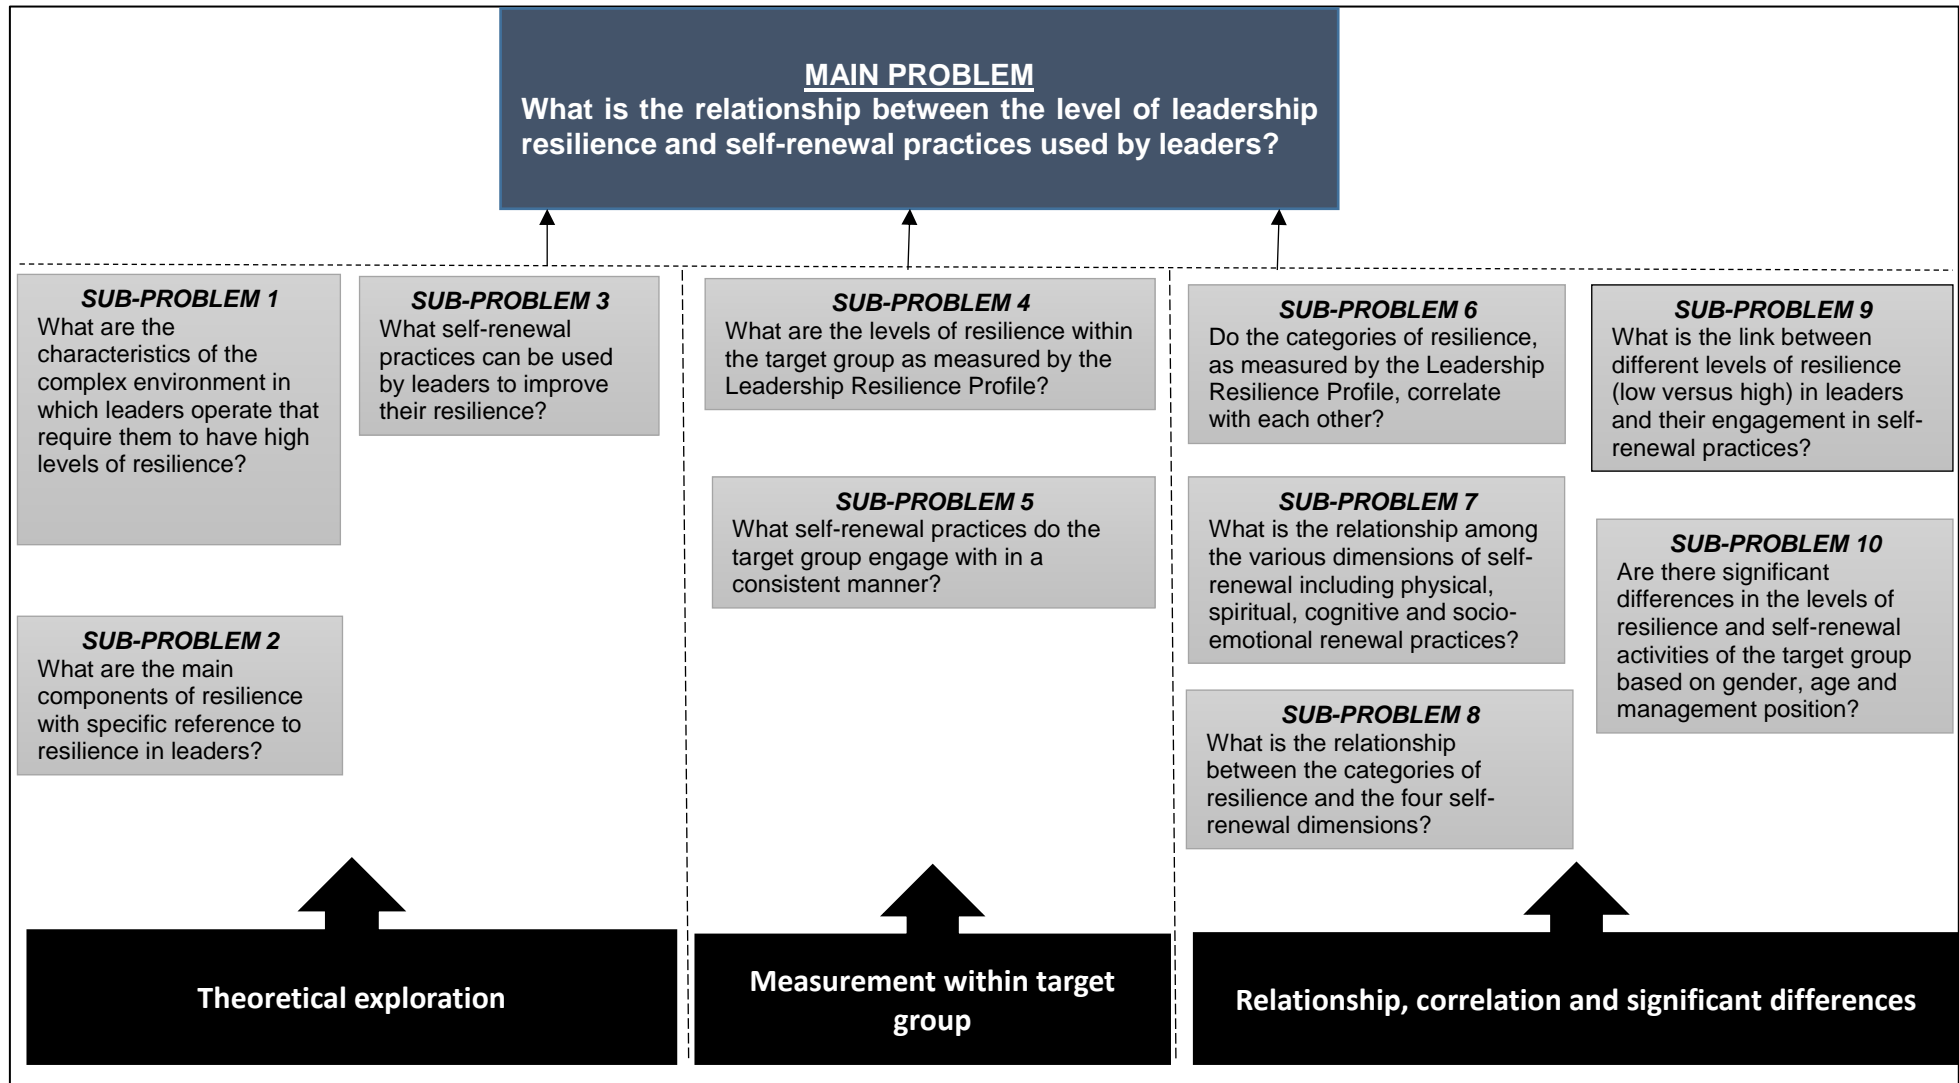 MAIN PROBLEM
What is the relationship between the level of leadership
resilience and self-renewal practices used by leaders?
SUB-PROBLEM 1
What are the
characteristics of the
complex environment in
which leaders operate that
require them to have high
levels of resilience?
SUB-PROBLEM 2
What are the main
components of resilience
with specific reference to
resilience in leaders?
SUB-PROBLEM 3
What self-renewal
practices can be used
by leaders to improve
their resilience?
SUB-PROBLEM 4
What are the levels of resilience within
the target group as measured by the
Leadership Resilience Profile?
SUB-PROBLEM 5
What self-renewal practices do the
target group engage with in a
consistent manner?
SUB-PROBLEM 6
Do the categories of resilience,
as measured by the Leadership
Resilience Profile, correlate
with each other?
SUB-PROBLEM 7
What is the relationship among
the various dimensions of self-
renewal including physical,
spiritual, cognitive and socio-
emotional renewal practices?
SUB-PROBLEM 8
What is the relationship
between the categories of
resilience and the four self-
renewal dimensions?
SUB-PROBLEM 9
What is the link between
different levels of resilience
(low versus high) in leaders
and their engagement in self-
renewal practices?
SUB-PROBLEM 10
Are there significant
differences in the levels of
resilience and self-renewal
activities of the target group
based on gender, age and
management position?
Theoretical exploration
Measurement within target
group
Relationship, correlation and significant differences